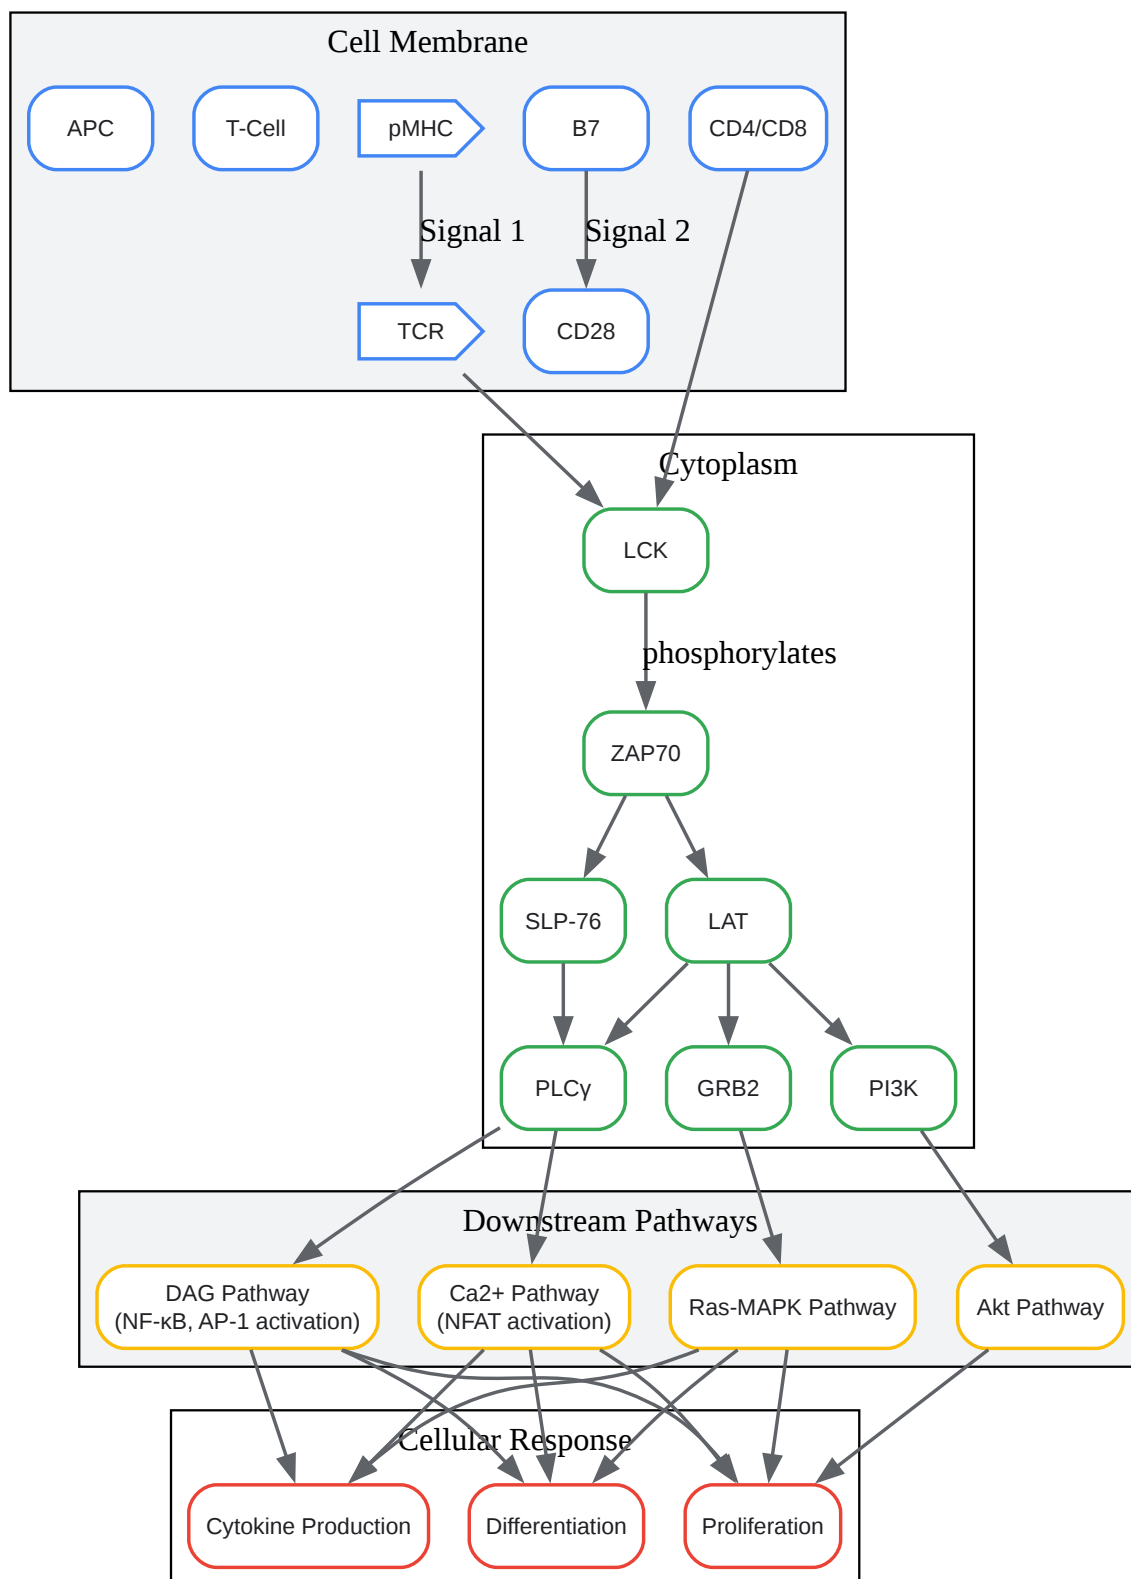 Cell Membrane
APC
T-Cell
pMHC
B7
CD4/CD8
Signal 1
Signal 2
TCR
CD28
Cytoplasm
LCK
phosphorylates
ZAP70
SLP-76
LAT
PLCγ
GRB2
PI3K
Downstream Pathways
DAG Pathway
(NF-κB, AP-1 activation)
Ca2+ Pathway
(NFAT activation)
Ras-MAPK Pathway
Akt Pathway
Cellular Response
Cytokine Production
Differentiation
Proliferation